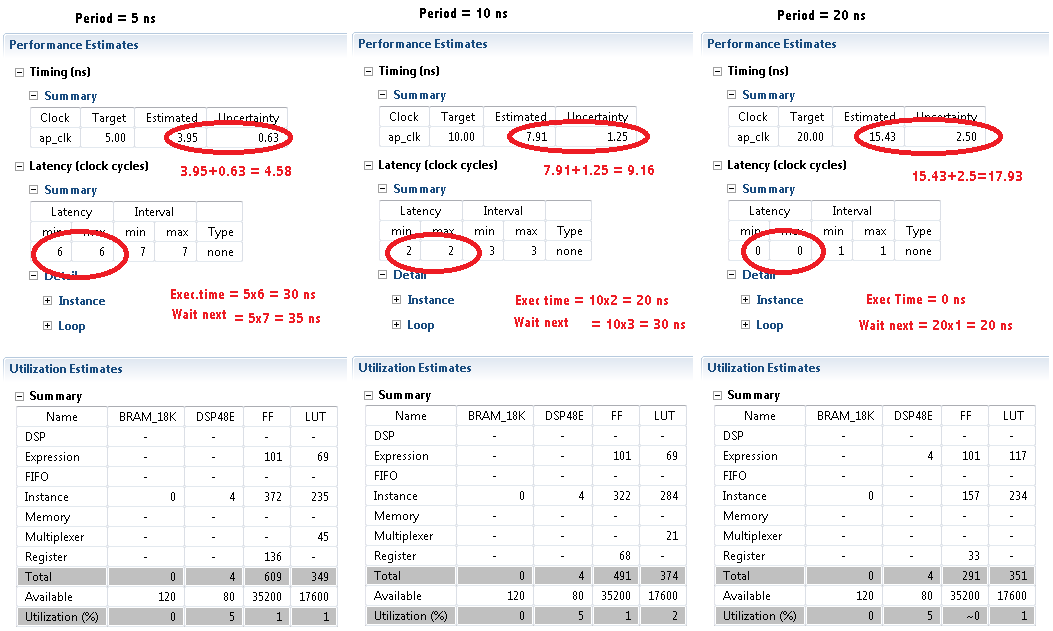 Period = 5 ns
Performance Estimates
Timing (ns)
Summary
Clock Target Estimated Uncertainty
ap_clk 5.00 3.95 0.63
3.95+0.63 = 4.58
Latency (clock cycles)
Summary
Latency Interval
min max min max Type
6 6 7 7 none
Detail
Instance
Loop
Exec.time = 5x6 = 30 ns
Wait next = 5x7 = 35 ns
Utilization Estimates
Summary
Name BRAM_18K DSP48E FF LUT
DSP - - - -
Expression - - 101 69
FIFO - - - -
Instance 0 4 372 235
Memory - - - -
Multiplexer - - - 45
Register - - 136 -
Total 0 4 609 349
Available 120 80 35200 17600
Utilization (%) 0 5 1 1
Period = 10 ns
Performance Estimates
Timing (ns)
Summary
Clock Target Estimated Uncertainty
ap_clk 10.00 7.91 1.25
7.91+1.25 = 9.16
Latency (clock cycles)
Summary
Latency Interval
min max min max Type
2 2 3 3 none
Detail
Instance
Loop
Exec time = 10x2 = 20 ns
Wait next = 10x3 = 30 ns
Utilization Estimates
Summary
Name BRAM_18K DSP48E FF LUT
DSP - - - -
Expression - - 101 69
FIFO - - - -
Instance 0 4 322 284
Memory - - - -
Multiplexer - - - 21
Register - - 68 -
Total 0 4 491 374
Available 120 80 35200 17600
Utilization (%) 0 5 1 2
Period = 20 ns
Performance Estimates
Timing (ns)
Summary
Clock Target Estimated Uncertainty
ap_clk 20.00 15.43 2.50
15.43+2.5=17.93
Latency (clock cycles)
Summary
Latency Interval
min max min max Type
0 0 1 1 none
Detail
Instance
Loop
Exec Time = 0 ns
Wait next = 20x1 = 20 ns
Utilization Estimates
Summary
Name BRAM_18K DSP48E FF LUT
DSP - - - -
Expression - 4 101 117
FIFO - - - -
Instance 0 - 157 234
Memory - - - -
Multiplexer - - - -
Register - - 33 -
Total 0 4 291 351
Available 120 80 35200 17600
Utilization (%) 0 5 ~0 1